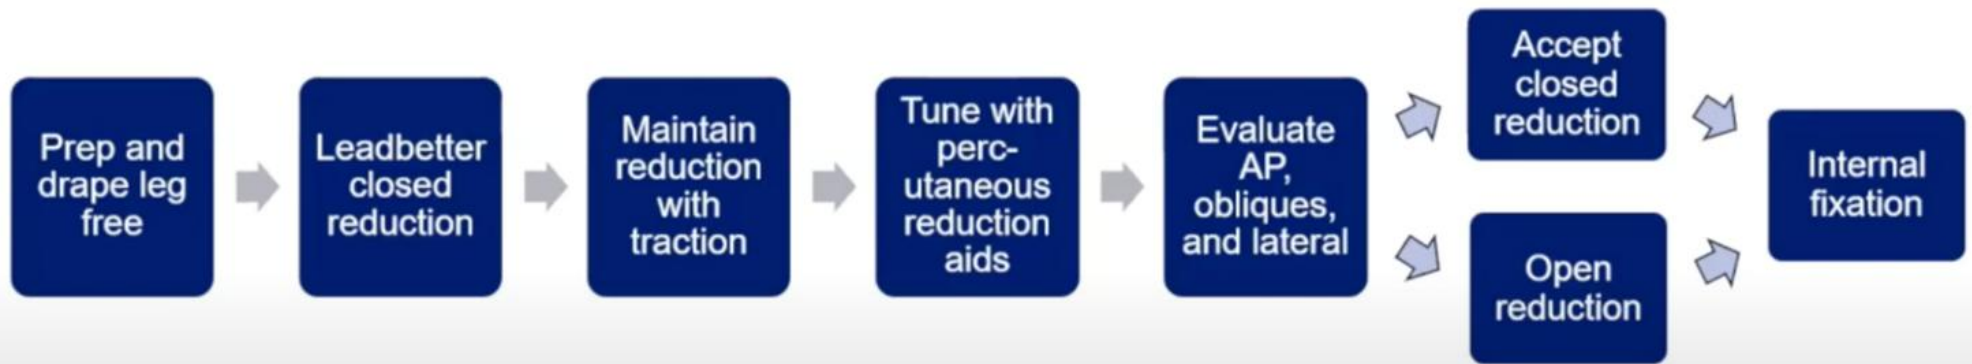 Prep and
drape leg
free
Leadbetter
closed
reduction
Maintain
reduction
with
traction
Tune with
perc-
utaneous
reduction
aids
Evaluate
AP,
obliques,
and lateral
Accept
closed
reduction
Open
reduction
Internal
fixation